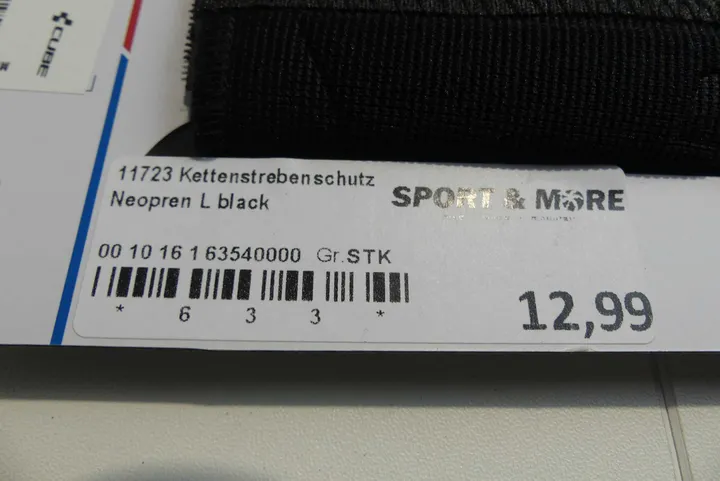 CUBE
11723 Kettenstrebenschutz
Neopren L black
SPORT & MORE
00 10 16 1 63540000 Gr.STK
* 6 3 3 *
12,99